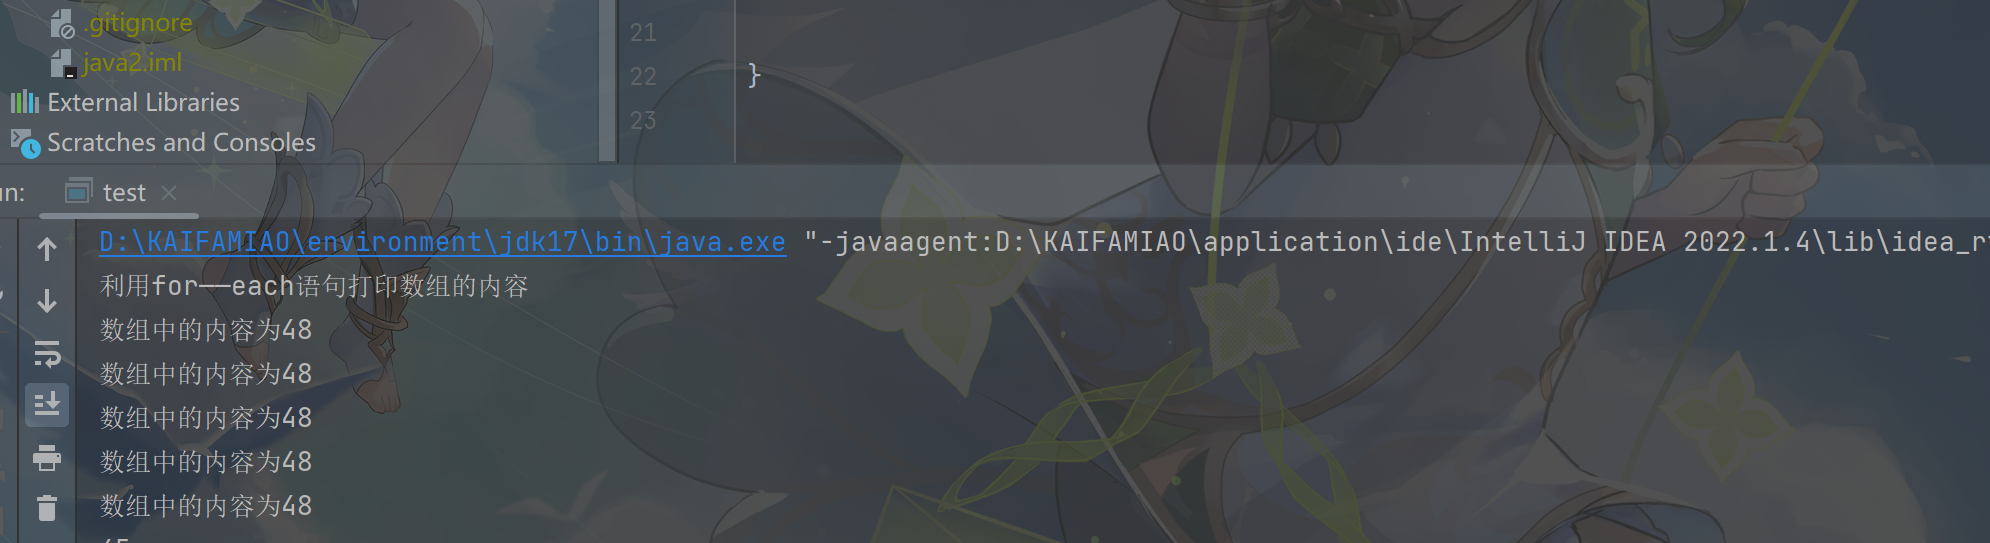 .gitignore
java2.iml
External Libraries
Scratches and Consoles
21
22 }
23
un: test
D:\KAIFAMIAO\environment\jdk17\bin\java.exe "-javaagent:D:\KAIFAMIAO\application\ide\IntelliJ IDEA 2022.1.4\lib\idea_r
利用for——each语句打印数组的内容
数组中的内容为48
数组中的内容为48
数组中的内容为48
数组中的内容为48
数组中的内容为48